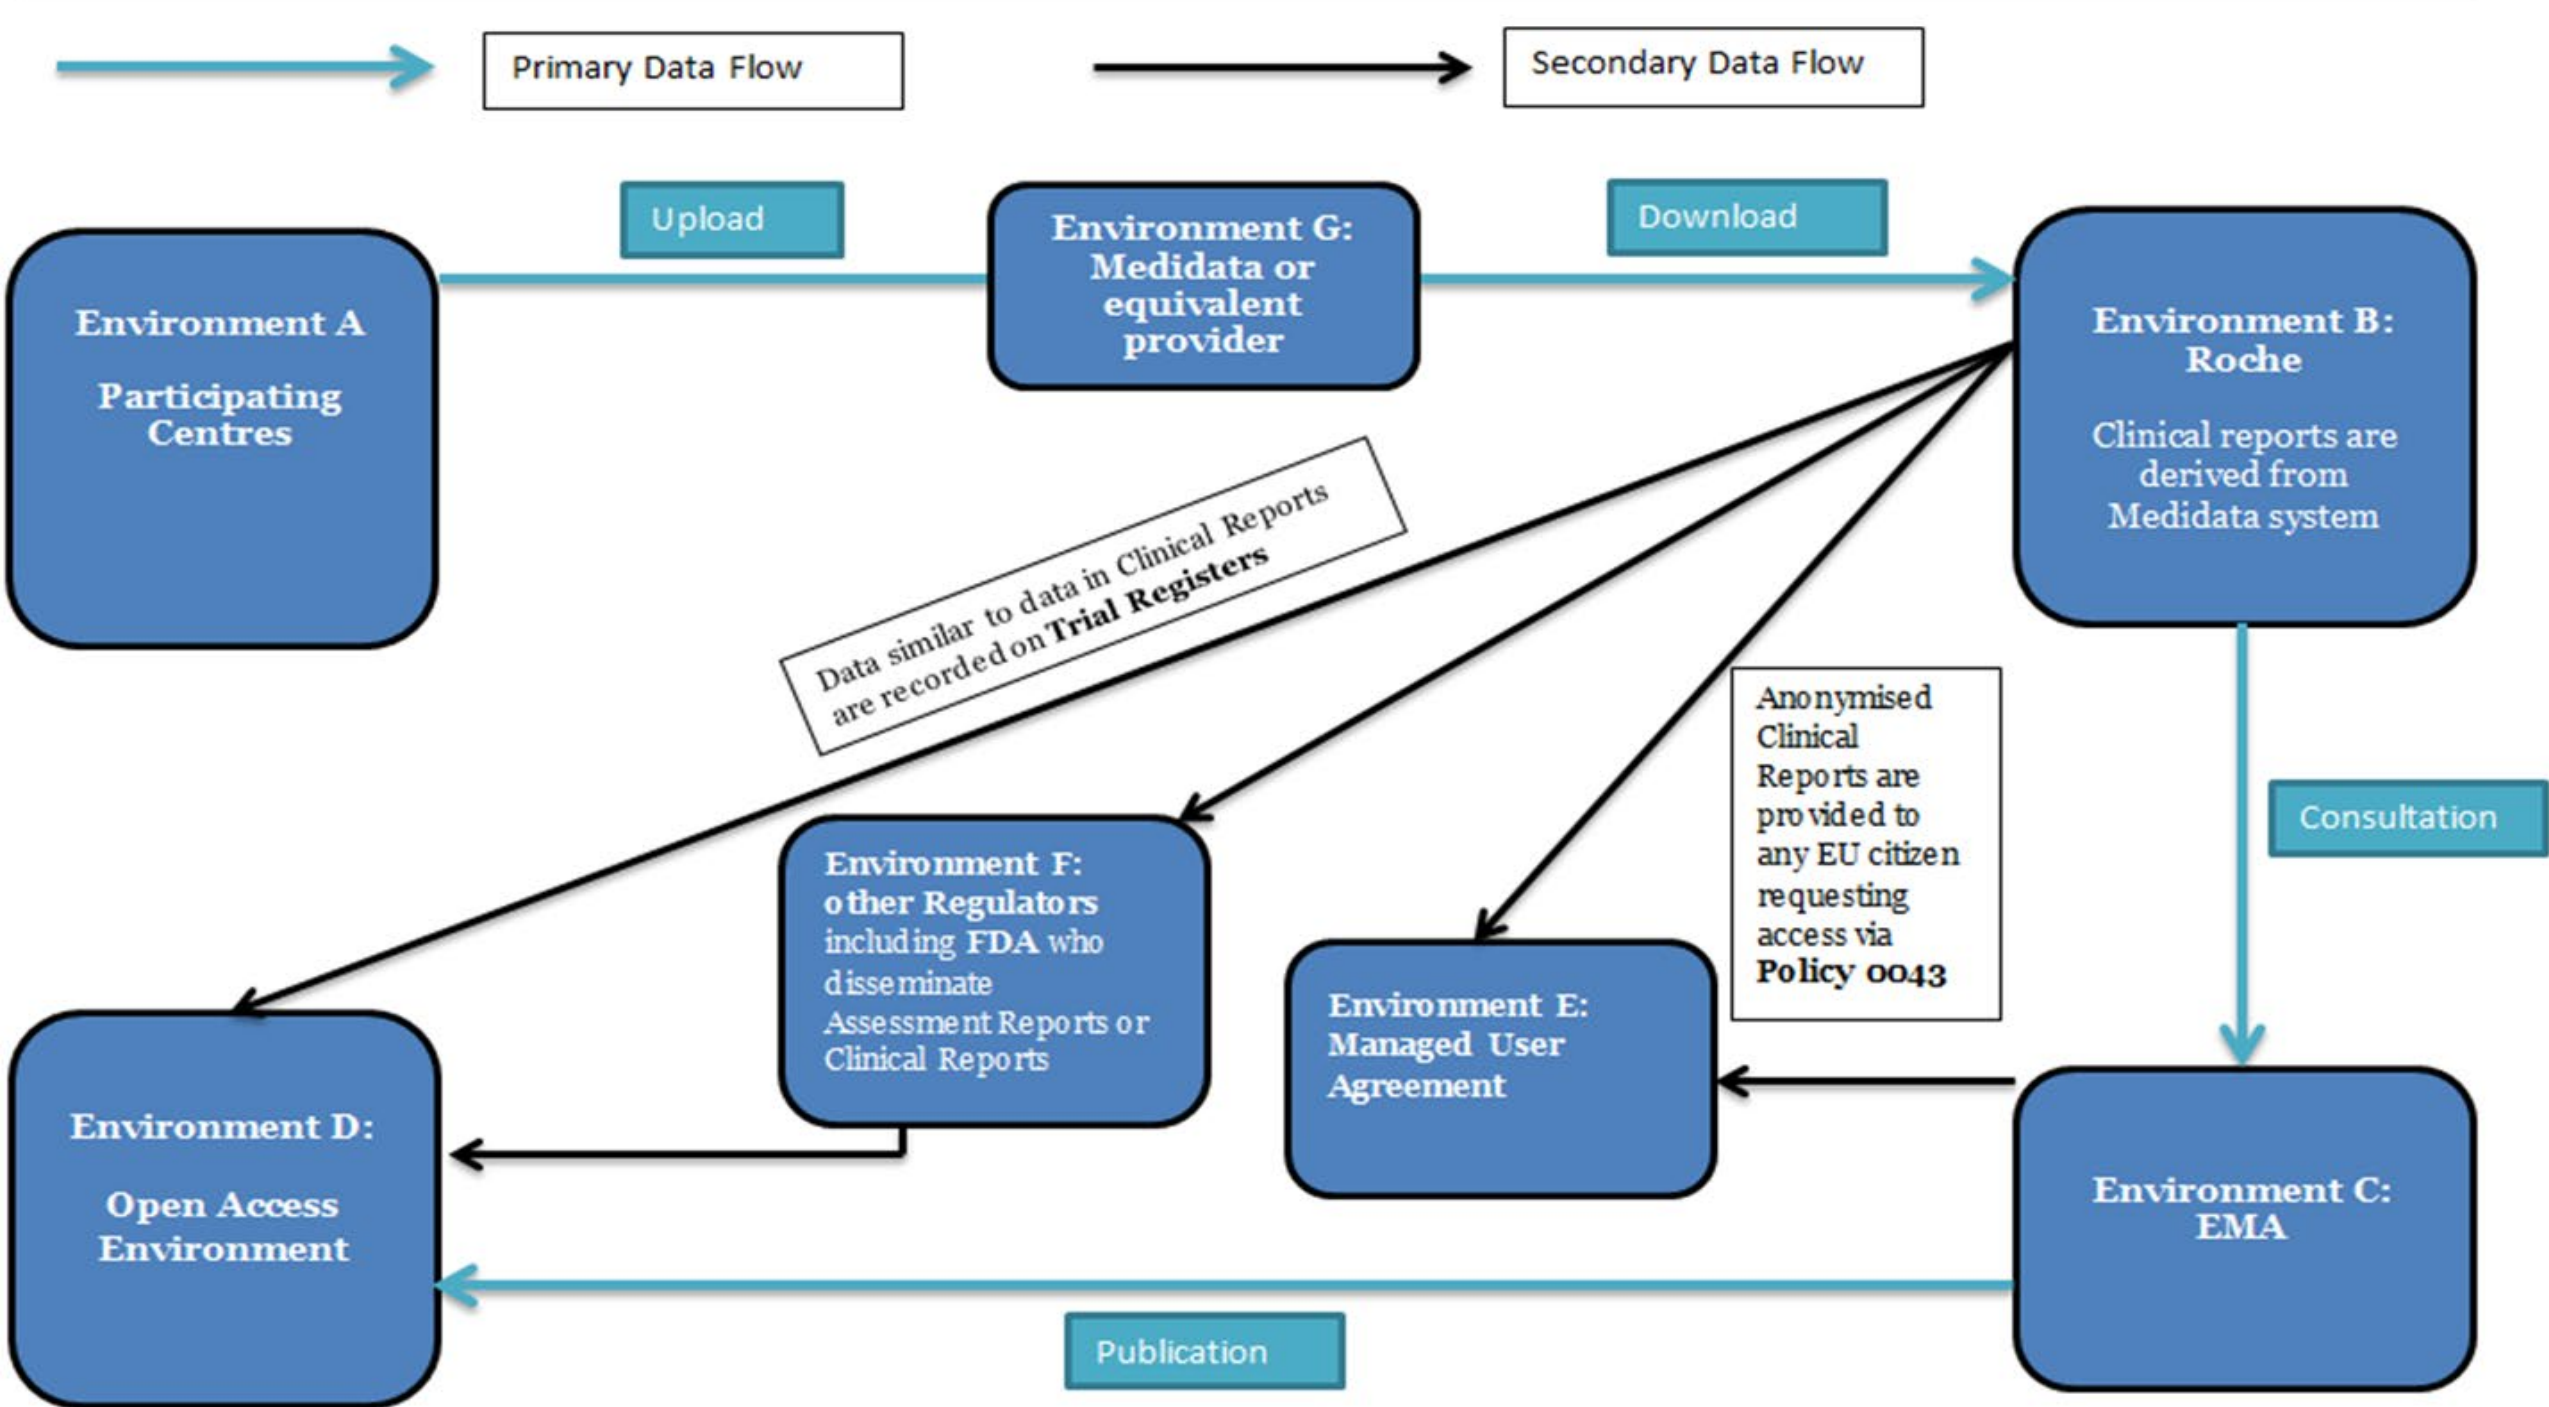 Primary Data Flow
Secondary Data Flow
Upload
Download
Environment A
Participating
Centres
Environment G:
Medidata or
equivalent
provider
Environment B:
Roche
Clinical reports are
derived from
Medidata system
Data similar to data in Clinical Reports
are recorded on Trial Registers
Anonymised
Clinical
Reports are
provided to
any EU citizen
requesting
access via
Policy 0043
Consultation
Environment F:
other Regulators
including FDA who
disseminate
Assessment Reports or
Clinical Reports
Environment E:
Managed User
Agreement
Environment D:
Open Access
Environment
Environment C:
EMA
Publication